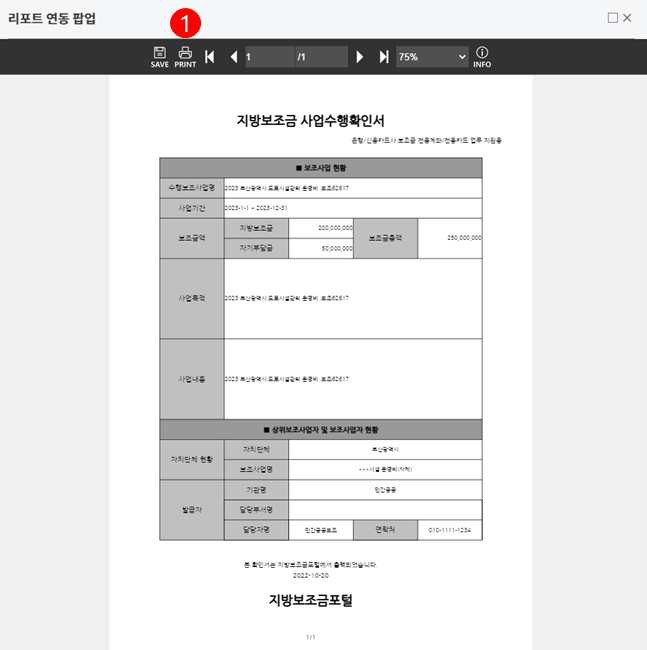 리포트 연동 팝업
1
SAVE PRINT 1 /1 75% INFO
지방보조금 사업수행확인서
은행/신용카드사 보조금 전용계좌/전용카드 업무 지원용
■ 보조사업 현황
수행보조사업명 2023 부산광역시 도로시설관리 운영비 보조62617
사업기간 2023-1-1 ~ 2023-12-31
보조금액 지방보조금 200,000,000 보조금총액 250,000,000
자기부담금 50,000,000
사업목적 2023 부산광역시 도로시설관리 운영비 보조62617
사업내용 2023 부산광역시 도로시설관리 운영비 보조62617
■ 상위보조사업자 및 보조사업자 현황
자치단체 현황 자치단체 부산광역시
보조사업명 ***시설 운영비(자체)
발급자 기관명 민간공공
담당부서명
담당자명 민간공공보조 연락처 010-1111-1234
본 확인서는 지방보조금포털에서 출력되었습니다.
2022-10-20
지방보조금포털
1/1